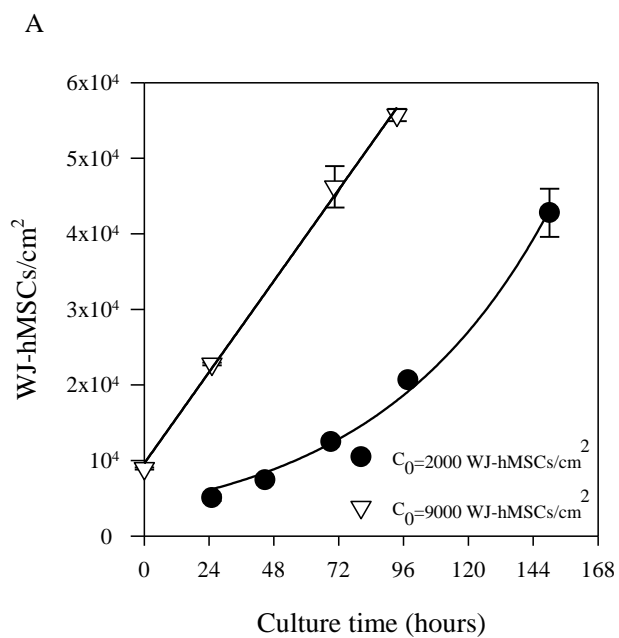 A
6x10⁴
5x10⁴
4x10⁴
3x10⁴
2x10⁴
10⁴
0
WJ-hMSCs/cm²
C₀=2000 WJ-hMSCs/cm²
C₀=9000 WJ-hMSCs/cm²
0 24 48 72 96 120 144 168
Culture time (hours)